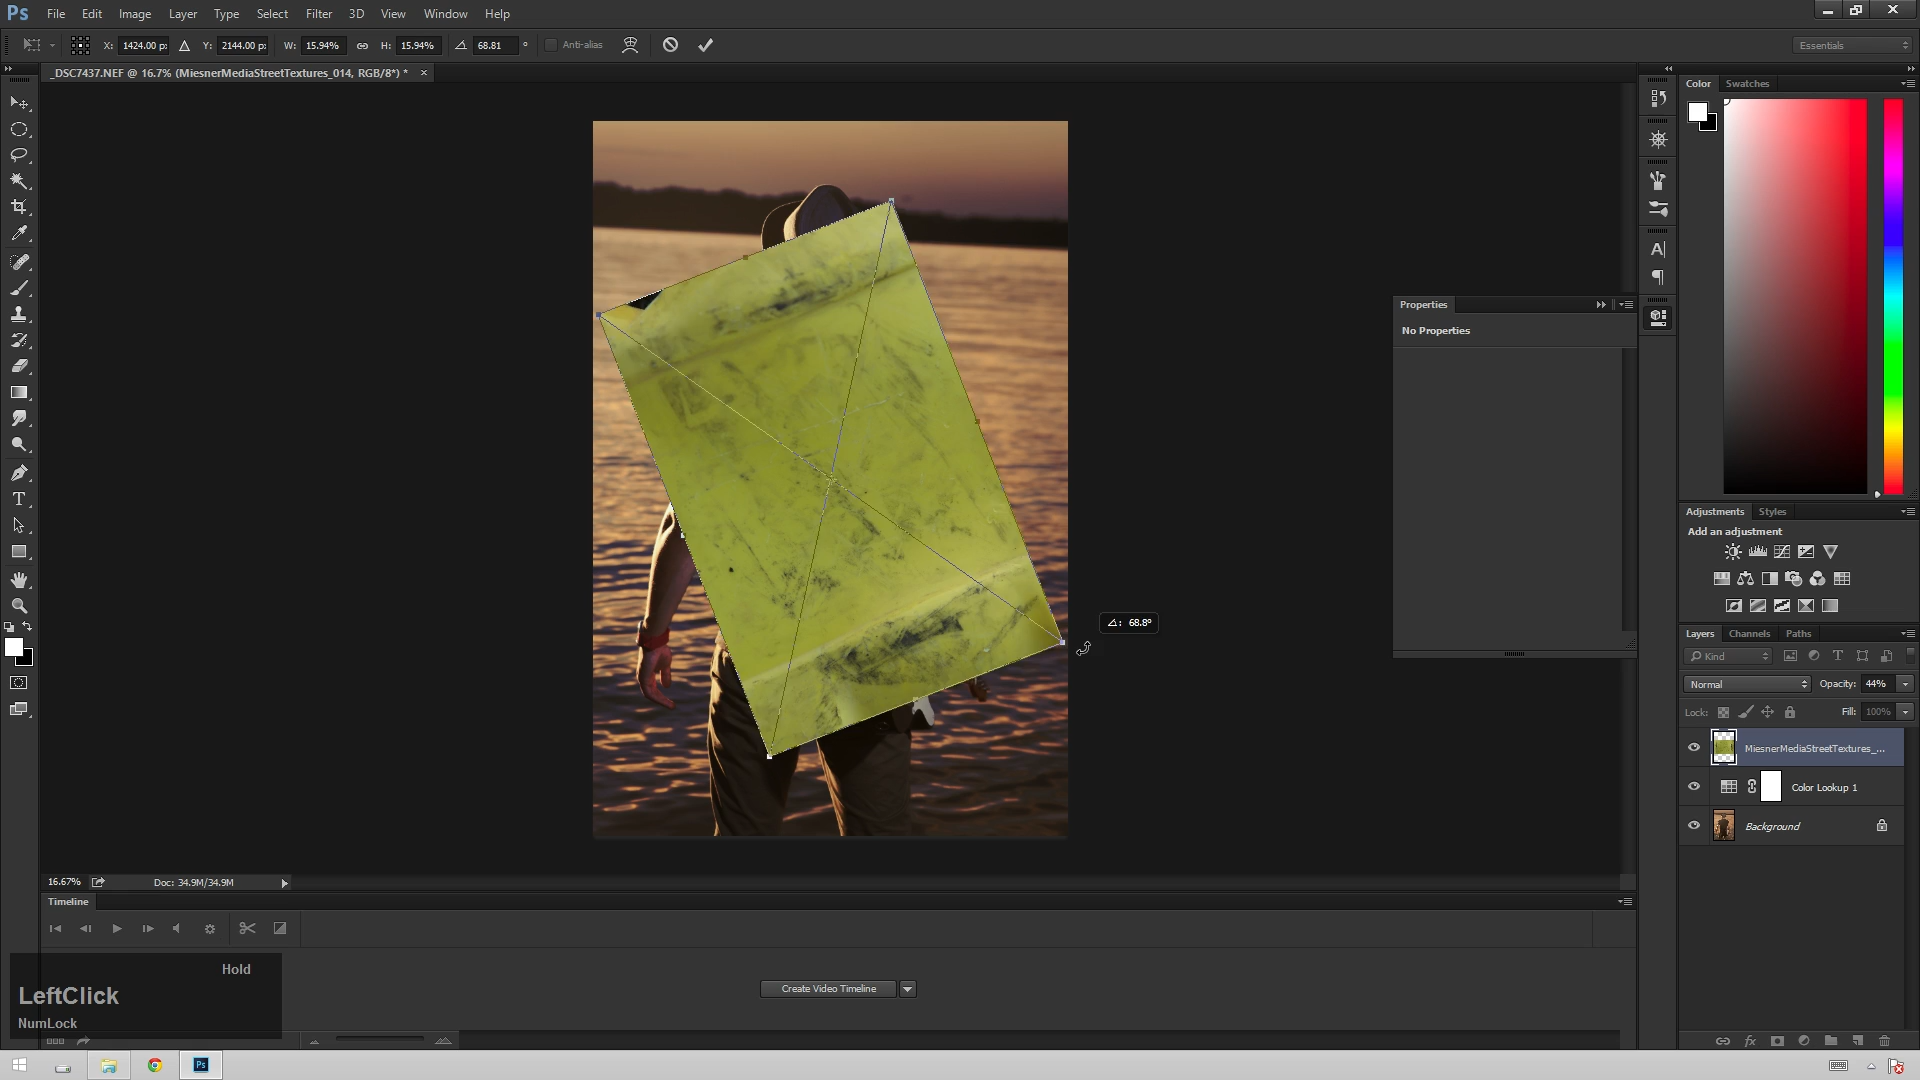 Ps File Edit Image Layer Type Select Filter 3D View Window Help
X: 1424.00 px Y: 2144.00 px W: 15.94% H: 15.94% 68.81 ° Anti-alias Essentials
_DSC7437.NEF @ 16.7% (MiesnerMediaStreetTextures_014, RGB/8*) * ×
Color Swatches
Properties
No Properties
Adjustments Styles
Add an adjustment
: 68.8°
Layers Channels Paths
Kind
Normal Opacity: 44%
Lock: Fill: 100%
MiesnerMediaStreetTextures_...
Color Lookup 1
Background
16.67% Doc: 34.9M/34.9M
Timeline
Create Video Timeline
Hold
LeftClick
NumLock
Ps